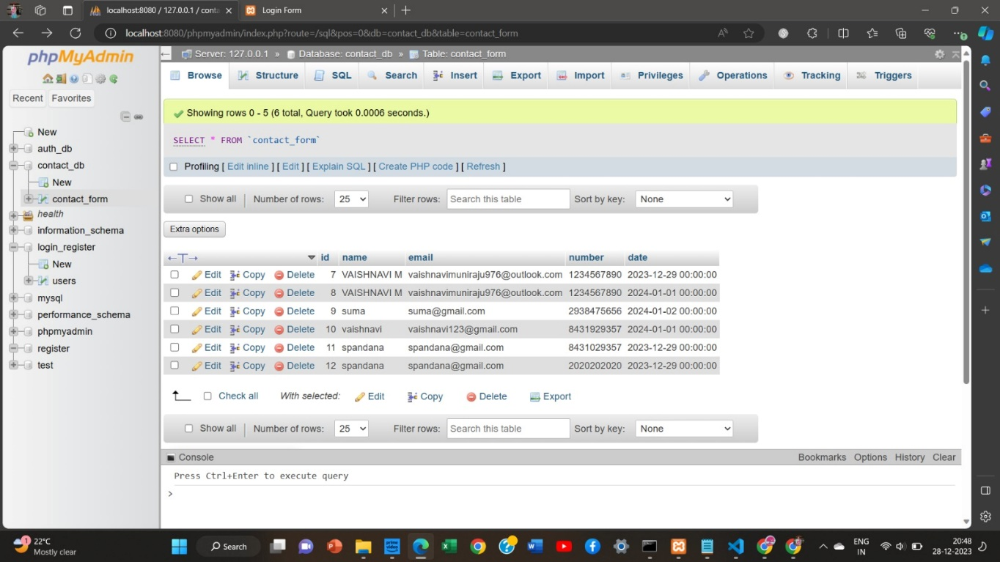 localhost:8080 / 127.0.0.1 / conta
Login Form
localhost:8080/phpmyadmin/index.php?route=/sql&pos=0&db=contact_db&table=contact_form
phpMyAdmin
Recent Favorites
New
auth_db
contact_db
New
contact_form
health
information_schema
login_register
New
users
mysql
performance_schema
phpmyadmin
register
test
Server: 127.0.0.1 » Database: contact_db » Table: contact_form
Browse Structure SQL Search Insert Export Import Privileges Operations Tracking Triggers
Showing rows 0 - 5 (6 total, Query took 0.0006 seconds.)
SELECT * FROM `contact_form`
Profiling [ Edit inline ] [ Edit ] [ Explain SQL ] [ Create PHP code ] [ Refresh ]
Show all Number of rows: 25 Filter rows: Search this table Sort by key: None
Extra options
←T→ id name email number date
Edit Copy Delete 7 VAISHNAVI M vaishnavimuniraju976@outlook.com 1234567890 2023-12-29 00:00:00
Edit Copy Delete 8 VAISHNAVI M vaishnavimuniraju976@outlook.com 1234567890 2024-01-01 00:00:00
Edit Copy Delete 9 suma suma@gmail.com 2938475656 2024-01-02 00:00:00
Edit Copy Delete 10 vaishnavi vaishnavi123@gmail.com 8431929357 2023-12-29 00:00:00
Edit Copy Delete 11 spandana spandana@gmail.com 8431029357 2023-12-29 00:00:00
Edit Copy Delete 12 spandana spandana@gmail.com 2020202020 2023-12-29 00:00:00
Check all With selected: Edit Copy Delete Export
Show all Number of rows: 25 Filter rows: Search this table Sort by key: None
Console Bookmarks Options History Clear
Press Ctrl+Enter to execute query
>
1 22°C
Mostly clear
Search
ENG
IN
20:48
28-12-2023